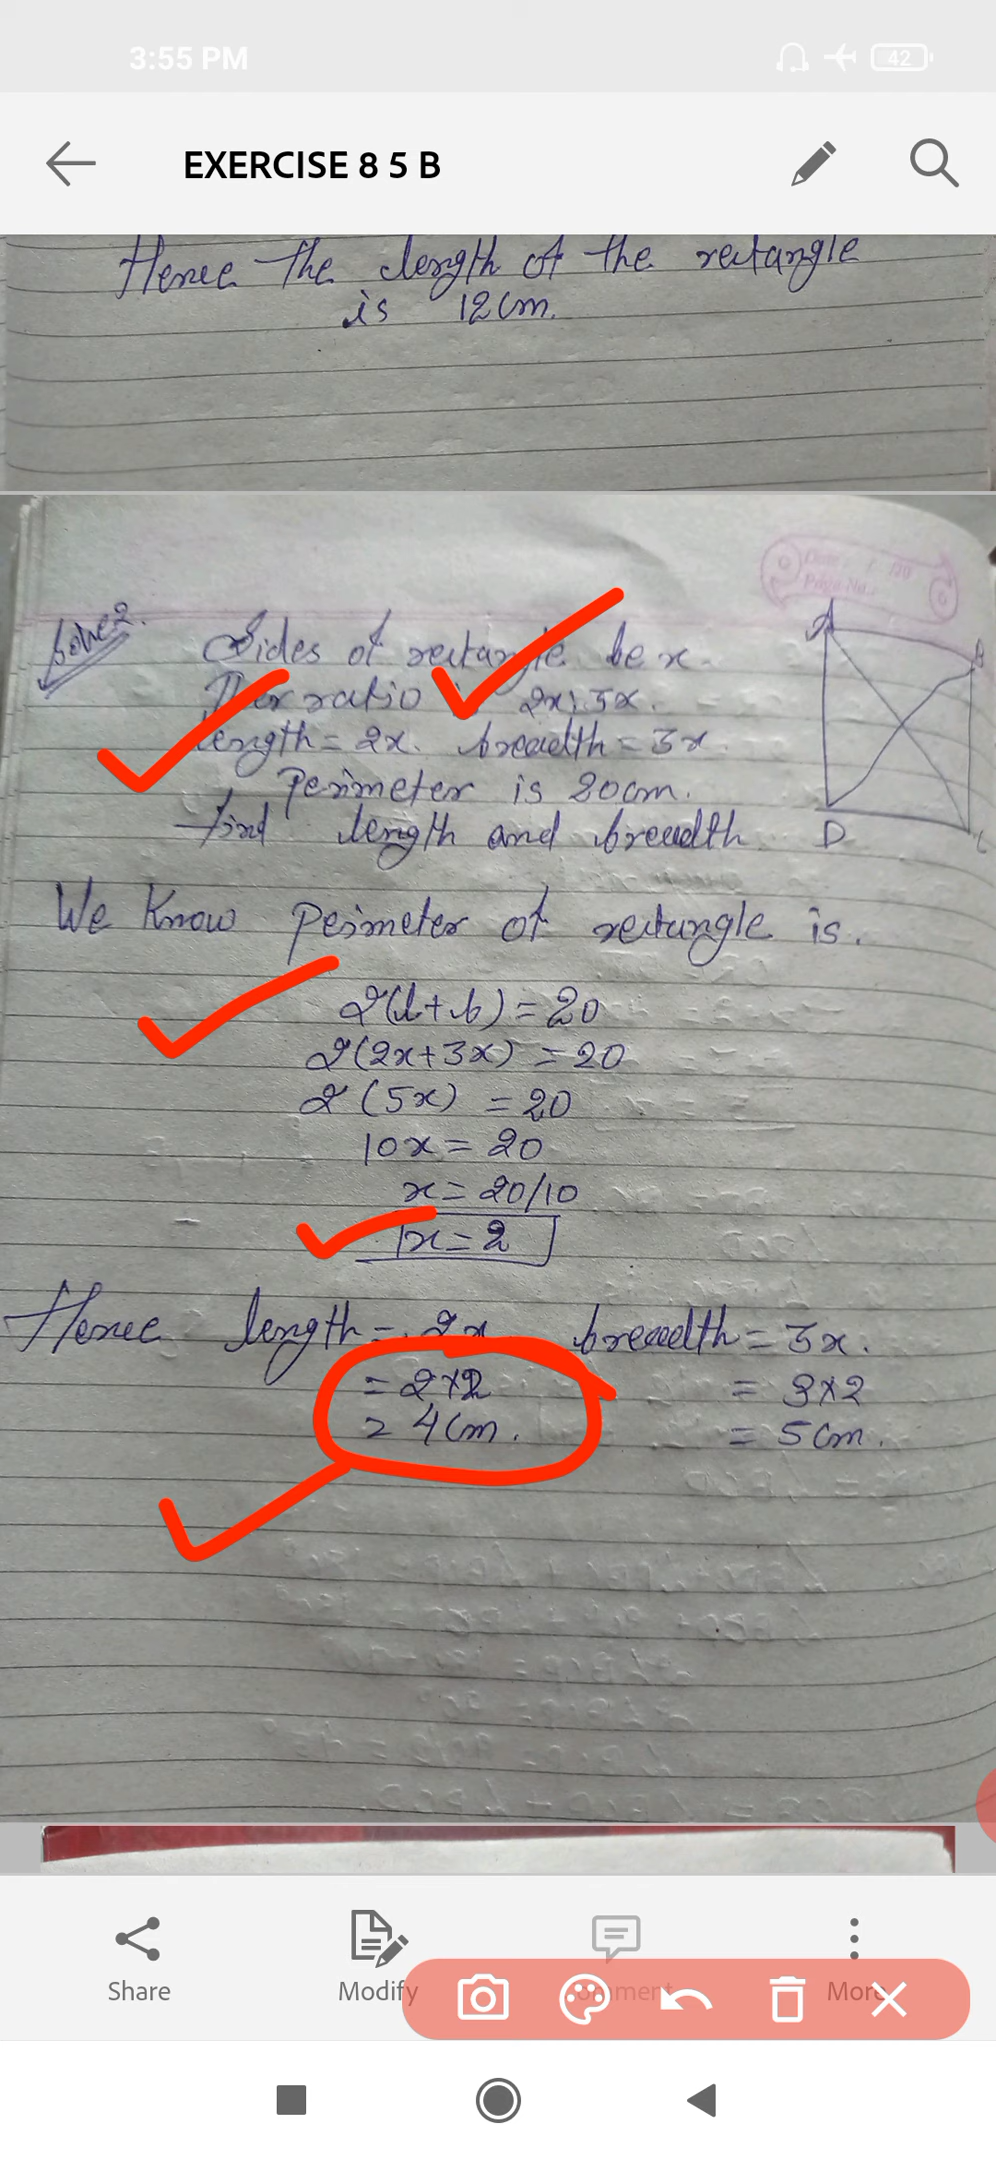 3:55 PM
42
EXERCISE 8 5 B
Hence the length of the rectangle
is 12cm.
Solve2.
Sides of rectangle be x.
ratio 2x:3x.
length = 2x. breadth = 3x
Perimeter is 20cm.
find length and breadth
A
B
D
C
We Know Perimeter of rectangle is.
2(l+b) = 20
2(2x+3x) = 20
2(5x) = 20
10x = 20
x = 20/10
x = 2
Hence length = 2x breadth = 3x.
= 2×2 = 3×2
= 4cm. = 5cm.
Share
Modify
More